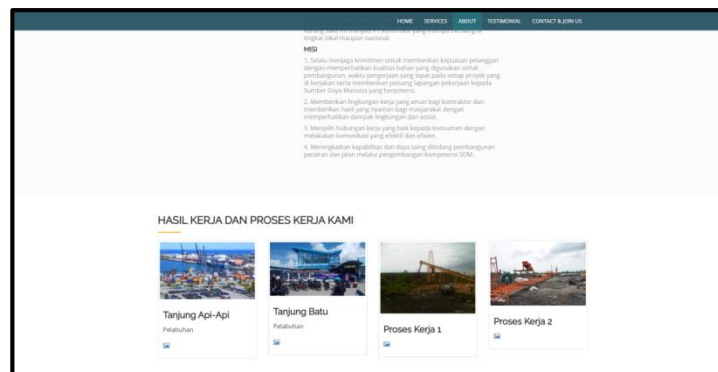 HOME SERVICES ABOUT TESTIMONIAL CONTACT & JOIN US
tingkat lokal maupun nasional.
MISI
1. Selalu menjaga komitmen untuk memberikan kepuasan pelanggan
dengan memperhatikan kualitas bahan yang digunakan untuk
pembangunan, waktu pengerjaan yang tepat pada setiap proyek yang
di kerjakan serta memberikan peluang lapangan pekerjaan kepada
Sumber Daya Manusia yang berpotensi.
2. Memberikan lingkungan kerja yang aman bagi kontraktor dan
memberikan hasil yang nyaman bagi masyarakat dengan
memperhatikan dampak lingkungan dan sosial.
3. Menjalin hubungan kerja yang baik kepada konsumen dengan
melakukan komunikasi yang efektif dan efisien.
4. Meningkatkan kapabilitas dan daya saing dibidang pembangunan
perairan dan jalan melalui pengembangan kompetensi SDM.
HASIL KERJA DAN PROSES KERJA KAMI
Tanjung Api-Api
Pelabuhan
Tanjung Batu
Pelabuhan
Proses Kerja 1
Proses Kerja 2